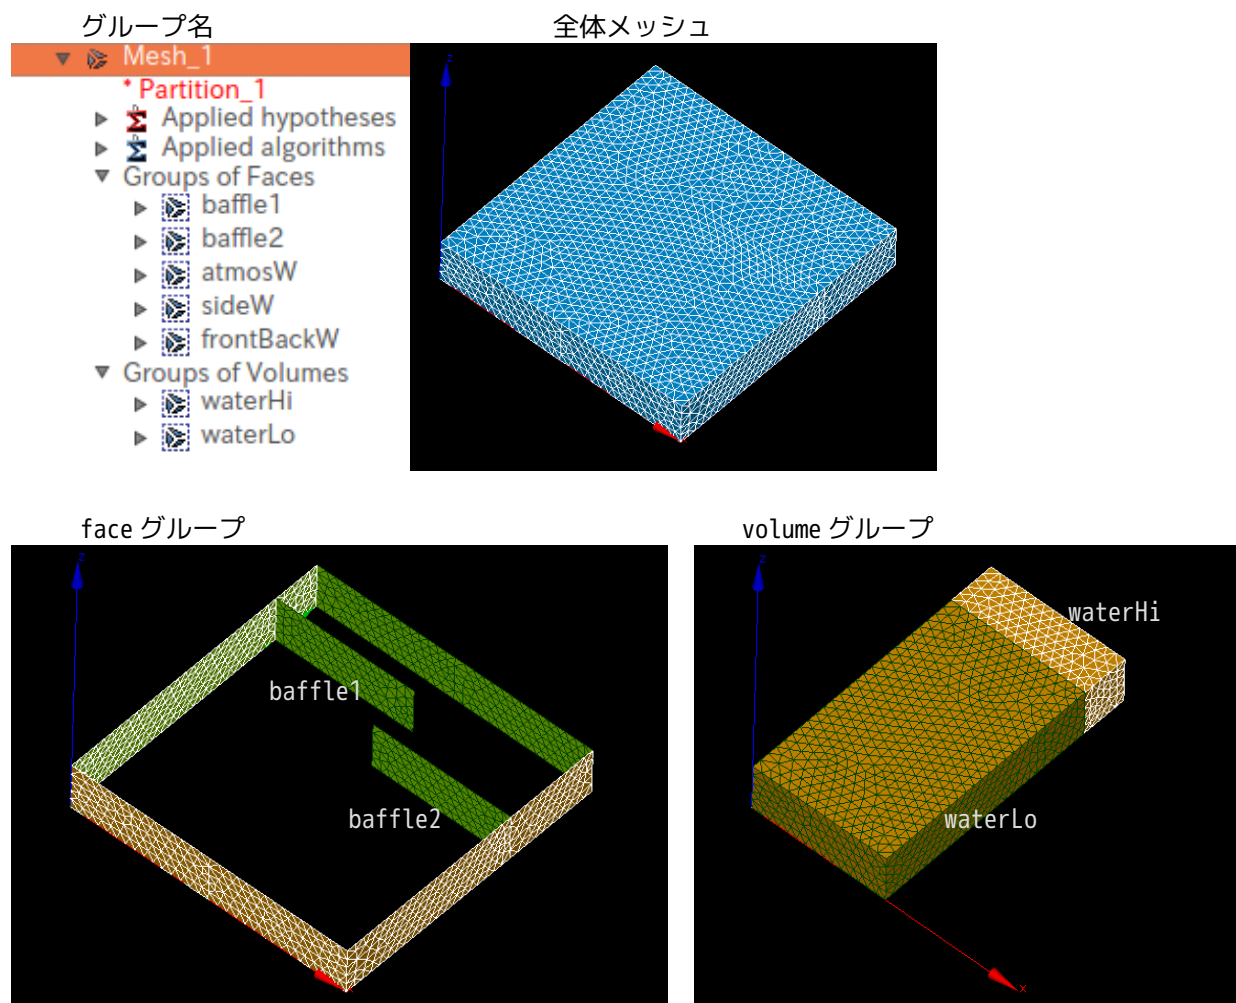 グループ名
全体メッシュ
Mesh_1
* Partition_1
Applied hypotheses
Applied algorithms
Groups of Faces
baffle1
baffle2
atmosW
sideW
frontBackW
Groups of Volumes
waterHi
waterLo
z
face グループ
volume グループ
z
baffle1
baffle2
z
waterHi
waterLo
x